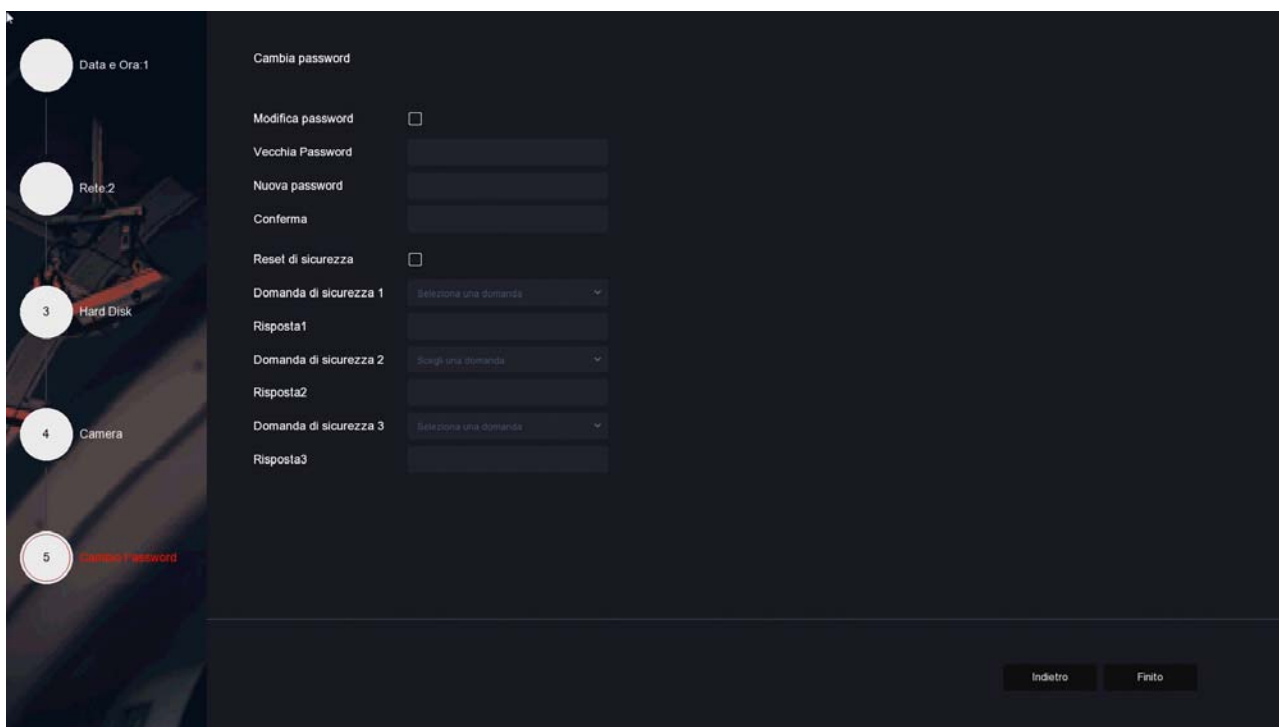 Data e Ora:1
Rete:2
3 Hard Disk
4 Camera
5 Cambio Password
Cambia password
Modifica password
Vecchia Password
Nuova password
Conferma
Reset di sicurezza
Domanda di sicurezza 1 Seleziona una domanda
Risposta1
Domanda di sicurezza 2 Scegli una domanda
Risposta2
Domanda di sicurezza 3 Seleziona una domanda
Risposta3
Indietro Finito